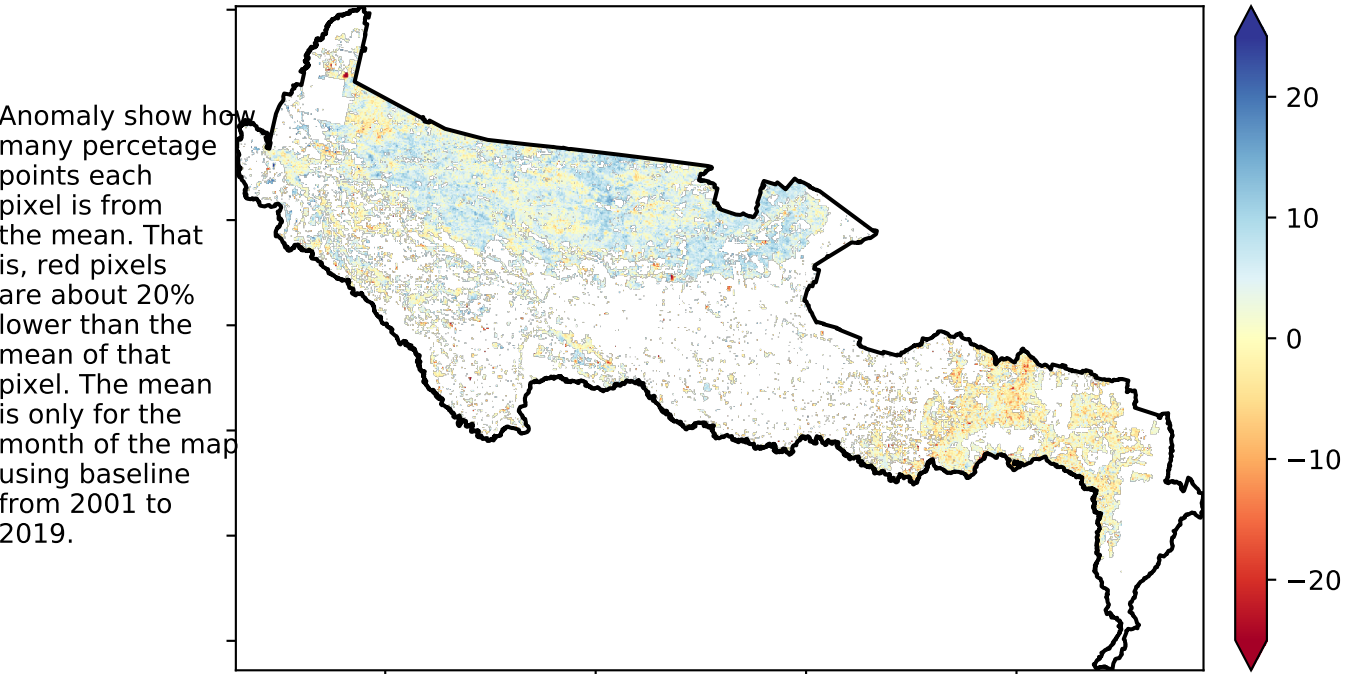 Anomaly show how
many percetage
points each
pixel is from
the mean. That
is, red pixels
are about 20%
lower than the
mean of that
pixel. The mean
is only for the
month of the map
using baseline
from 2001 to
2019.
20
10
0
−10
−20